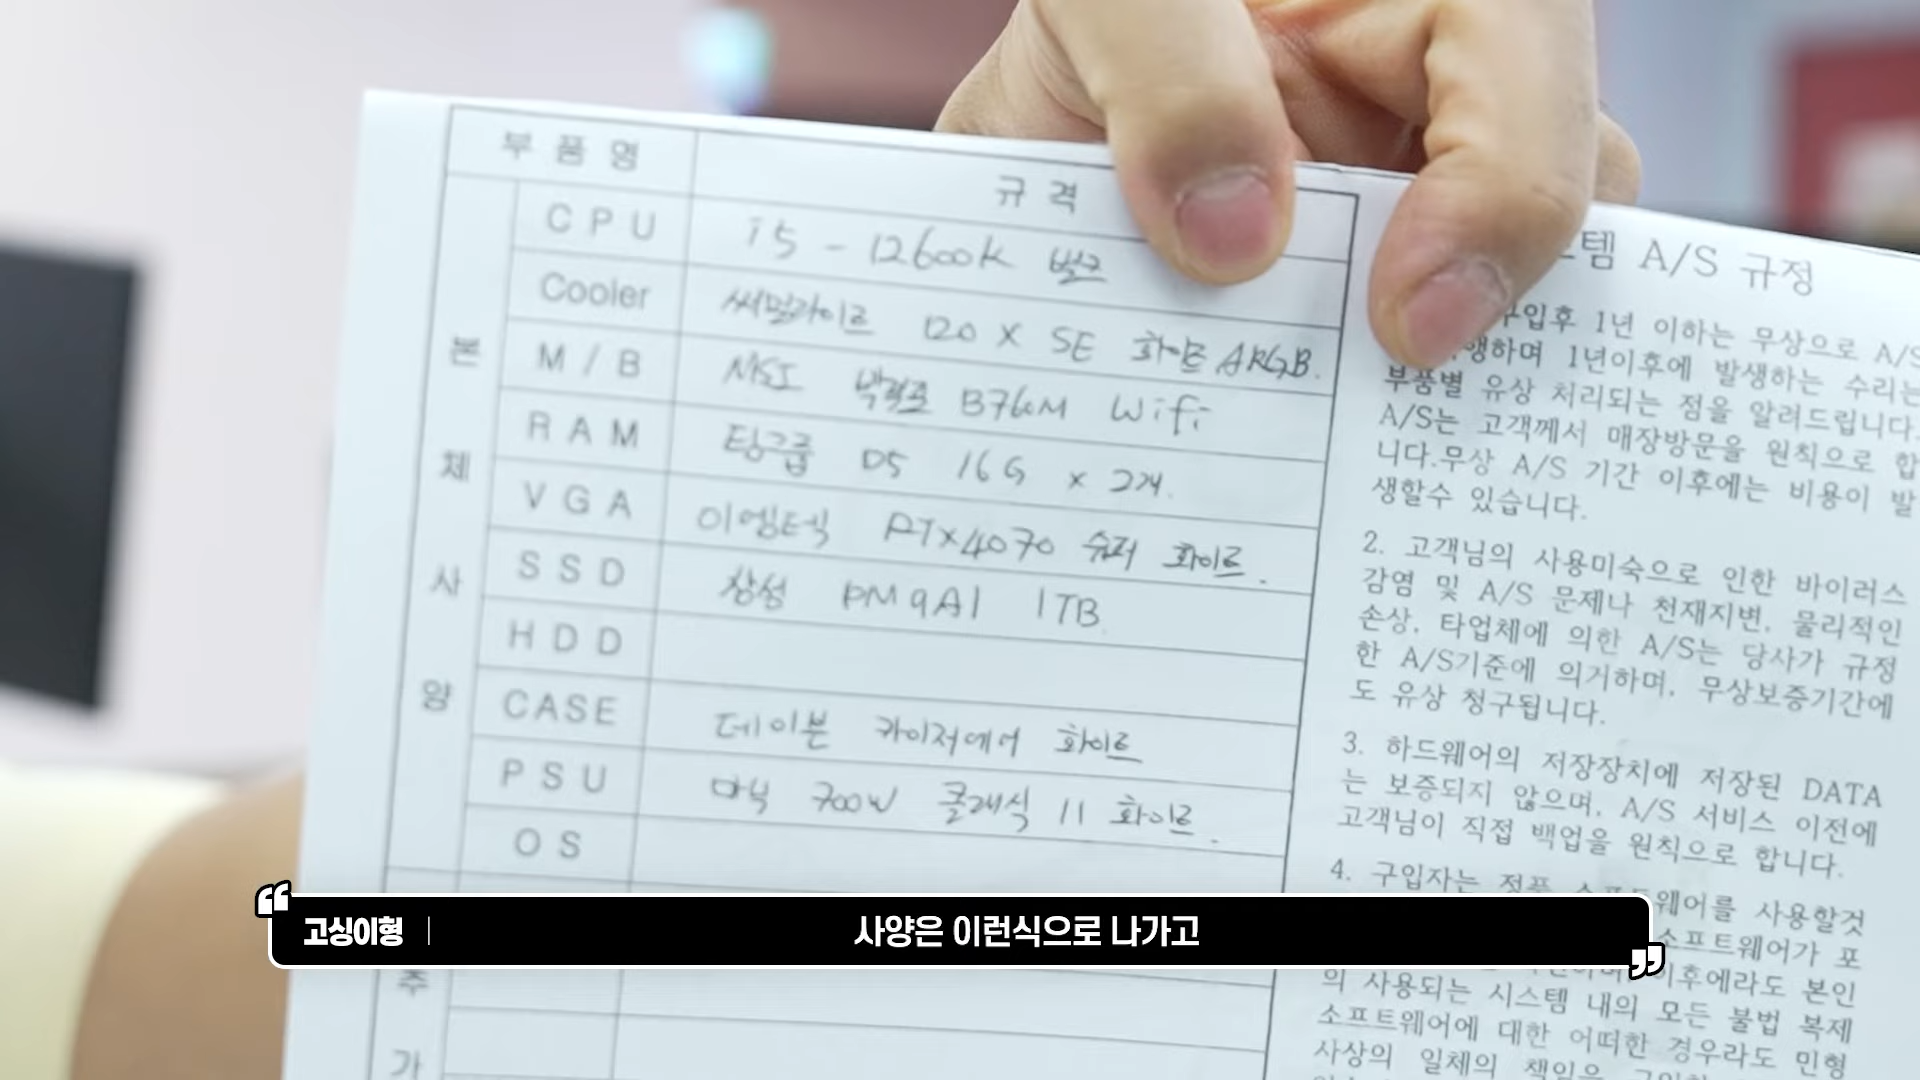 부 품 명 규 격
본 체 사 양
C P U i5 - 12600K 벌크
Cooler 써멀라이트 120 X SE 화이트 ARGB.
M / B MSI 박격포 B760M Wifi
R A M 팀그룹 D5 16G x 2개.
V G A 이엠텍 RTX4070 슈퍼 화이트.
S S D 삼성 PM9A1 1TB
H D D
CASE 데이븐 카이저에어 화이트
P S U 마닉 700W 클래식 11 화이트.
O S
추 가
템 A/S 규정
구입후 1년 이하는 무상으로 A/S
행하며 1년이후에 발생하는 수리는
부품별 유상 처리되는 점을 알려드립니다.
A/S는 고객께서 매장방문을 원칙으로 합
니다.무상 A/S 기간 이후에는 비용이 발
생할수 있습니다.
2. 고객님의 사용미숙으로 인한 바이러스
감염 및 A/S 문제나 천재지변, 물리적인
손상, 타업체에 의한 A/S는 당사가 규정
한 A/S기준에 의거하며, 무상보증기간에
도 유상 청구됩니다.
3. 하드웨어의 저장장치에 저장된 DATA
는 보증되지 않으며, A/S 서비스 이전에
고객님이 직접 백업을 원칙으로 합니다.
4. 구입자는 정품 소프트웨어를 사용할것
소프트웨어가 포
이후에라도 본인
의 사용되는 시스템 내의 모든 불법 복제
소프트웨어에 대한 어떠한 경우라도 민형
사상의 일체의 책임은
고싱이형 사양은 이런식으로 나가고